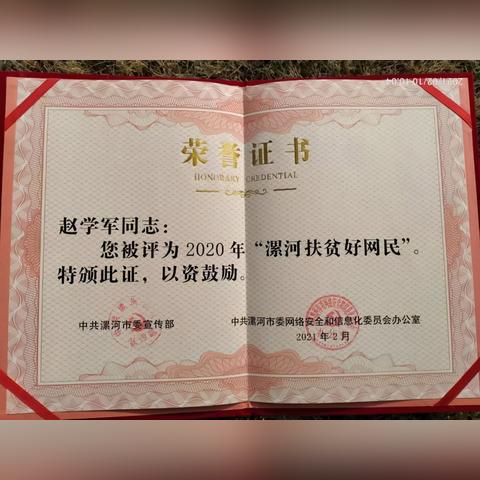 荣誉证书
HONORARY CREDENTIAL
赵学军同志：
您被评为2020年“漯河扶贫好网民”。
特颁此证，以资鼓励。
中共漯河市委宣传部 中共漯河市委网络安全和信息化委员会办公室
2021年2月